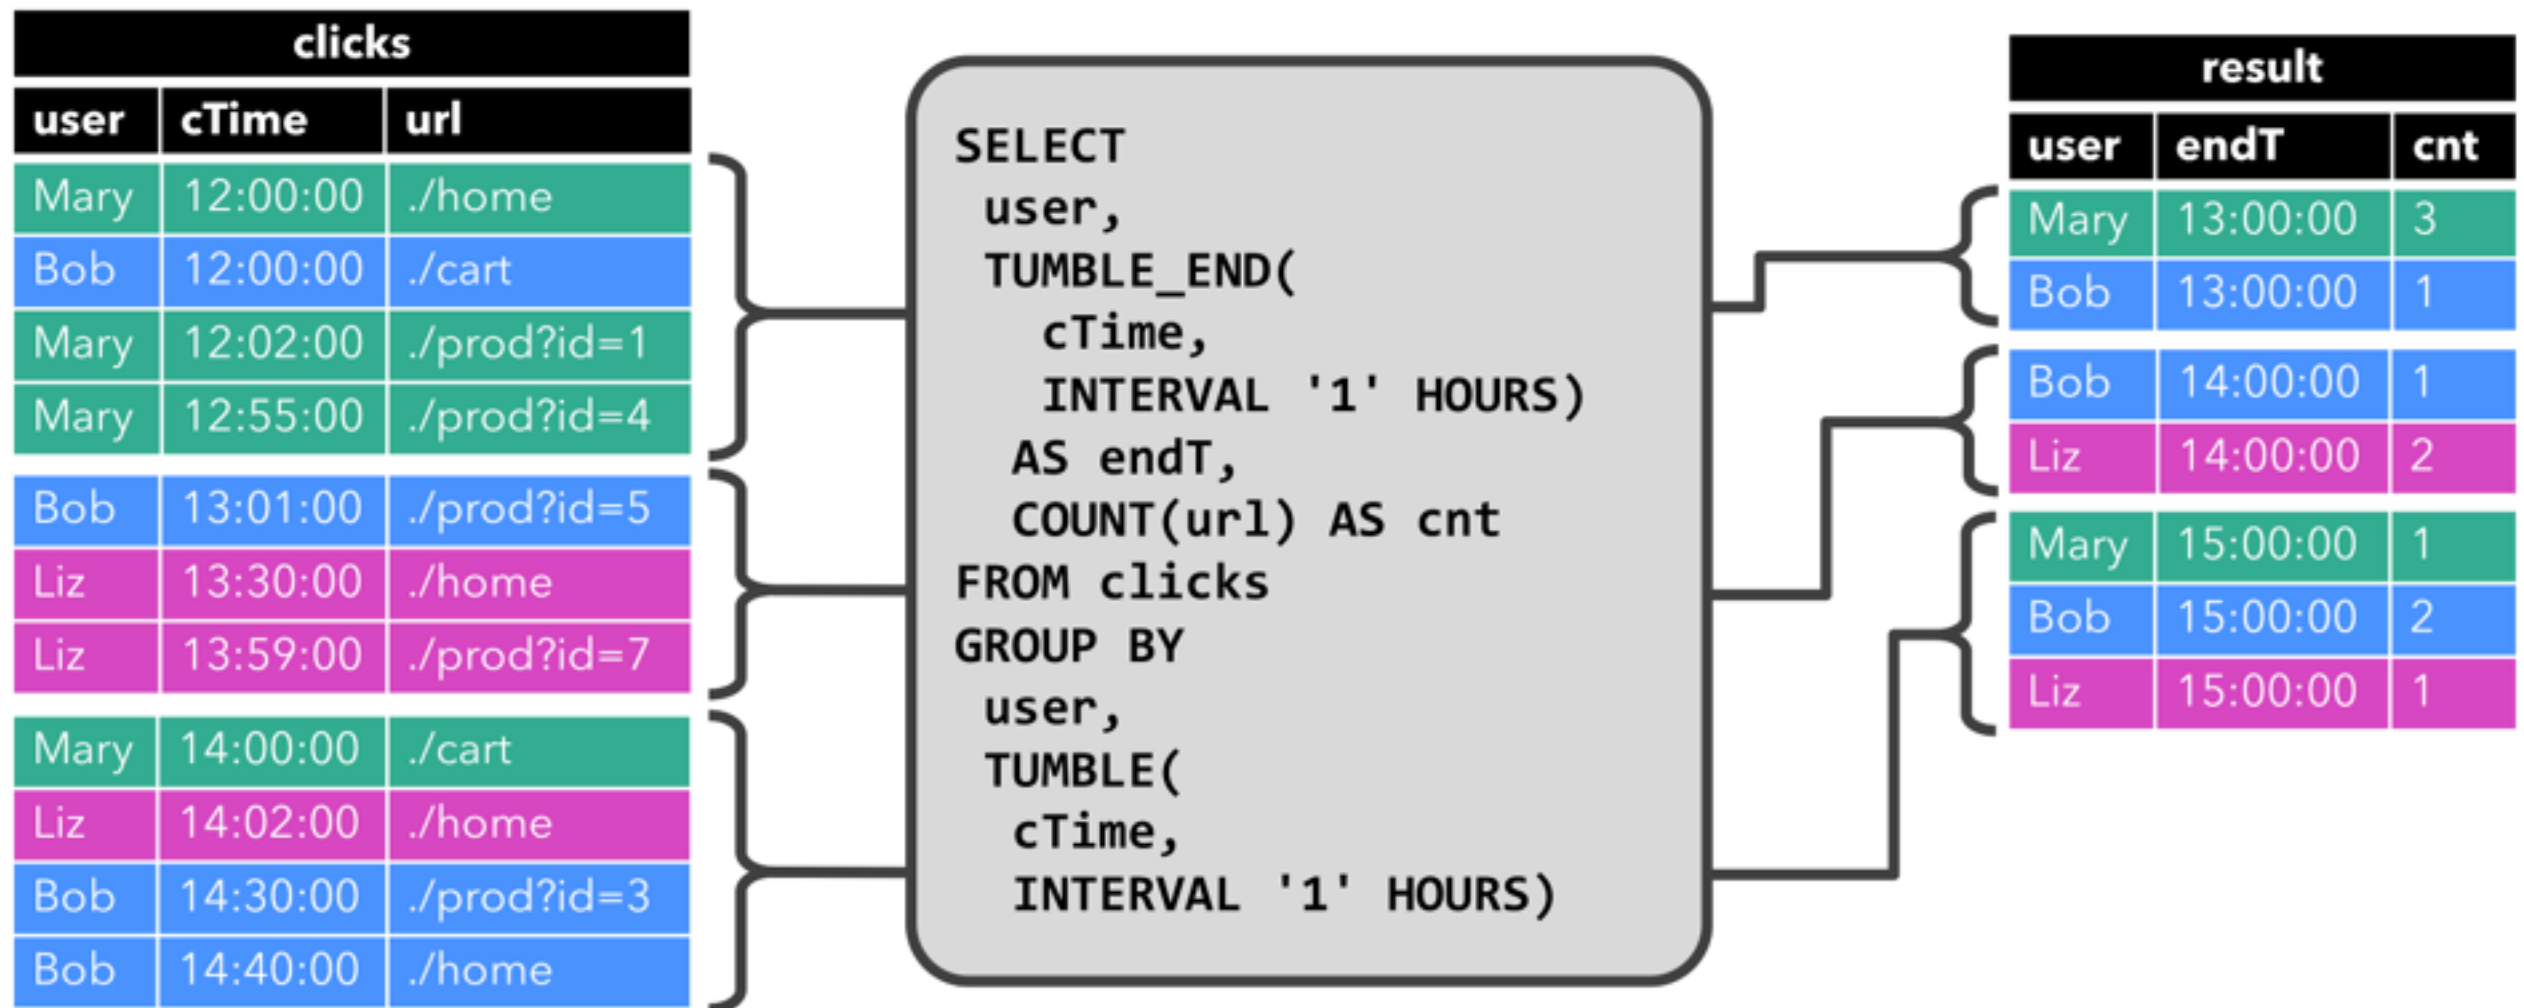 clicks
user cTime url
Mary 12:00:00 ./home
Bob 12:00:00 ./cart
Mary 12:02:00 ./prod?id=1
Mary 12:55:00 ./prod?id=4
Bob 13:01:00 ./prod?id=5
Liz 13:30:00 ./home
Liz 13:59:00 ./prod?id=7
Mary 14:00:00 ./cart
Liz 14:02:00 ./home
Bob 14:30:00 ./prod?id=3
Bob 14:40:00 ./home
SELECT
user,
TUMBLE_END(
cTime,
INTERVAL '1' HOURS)
AS endT,
COUNT(url) AS cnt
FROM clicks
GROUP BY
user,
TUMBLE(
cTime,
INTERVAL '1' HOURS)
result
user endT cnt
Mary 13:00:00 3
Bob 13:00:00 1
Bob 14:00:00 1
Liz 14:00:00 2
Mary 15:00:00 1
Bob 15:00:00 2
Liz 15:00:00 1